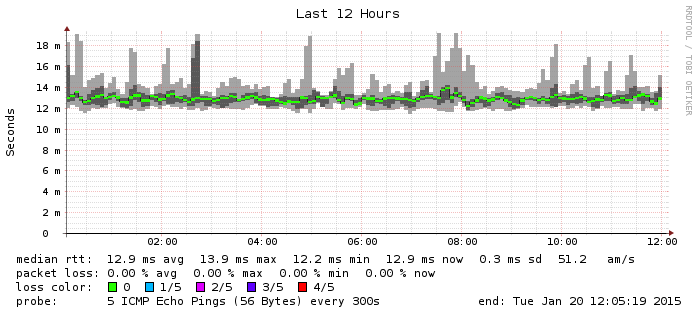 Last 12 Hours
RRDTOOL / TOBI OETIKER
Seconds
18 m
16 m
14 m
12 m
10 m
8 m
6 m
4 m
2 m
0
02:00 04:00 06:00 08:00 10:00 12:00
median rtt: 12.9 ms avg 13.9 ms max 12.2 ms min 12.9 ms now 0.3 ms sd 51.2 am/s
packet loss: 0.00 % avg 0.00 % max 0.00 % min 0.00 % now
loss color: 0 1/5 2/5 3/5 4/5
probe: 5 ICMP Echo Pings (56 Bytes) every 300s end: Tue Jan 20 12:05:19 2015